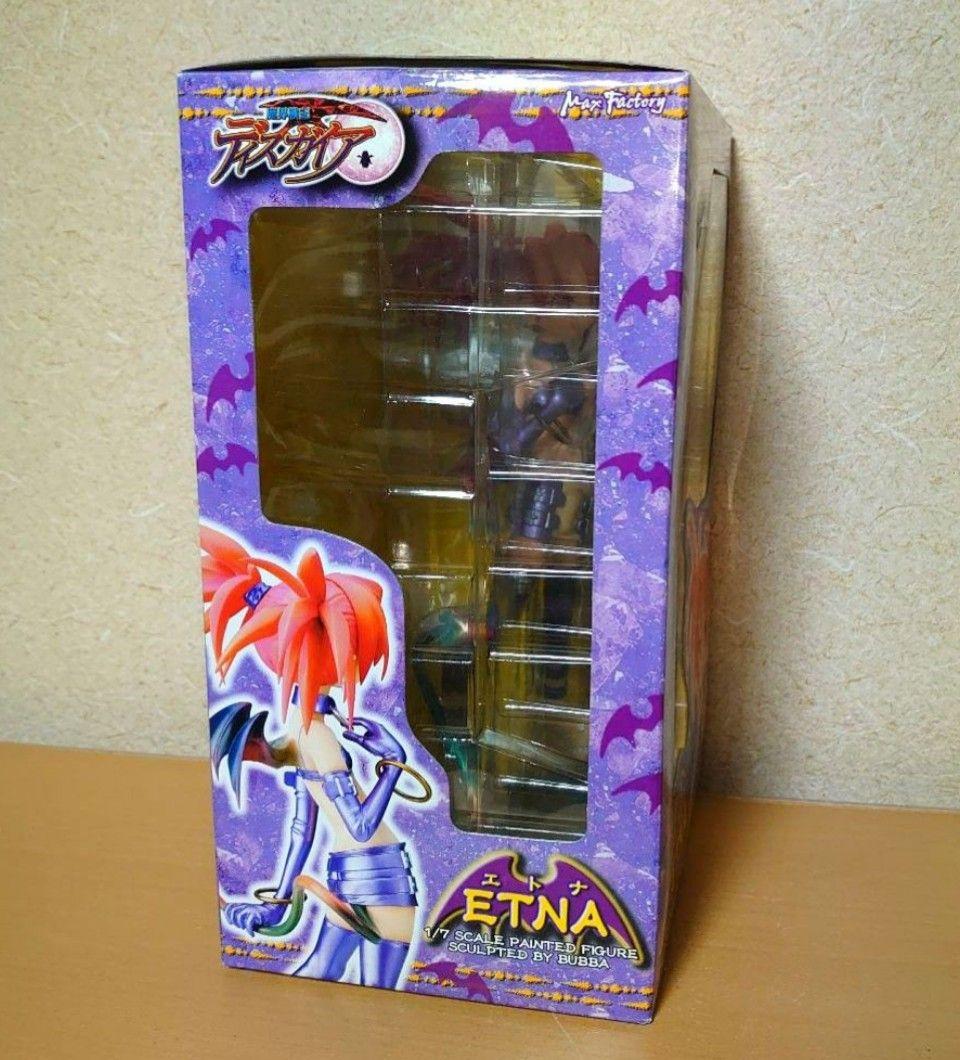 Max Factory
魔界戦記
ディスガイア
エトナ
ETNA
1/7 SCALE PAINTED FIGURE
SCULPTED BY BUBBA